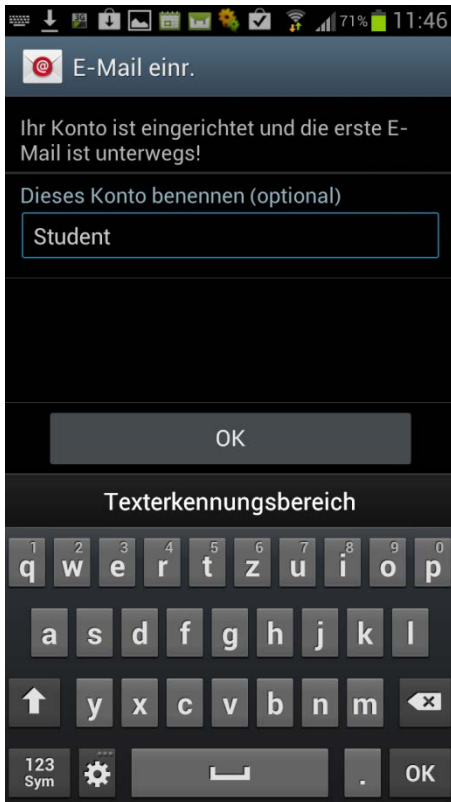 71% 11:46
E-Mail einr.
Ihr Konto ist eingerichtet und die erste E-
Mail ist unterwegs!
Dieses Konto benennen (optional)
Student
OK
Texterkennungsbereich
1 2 3 4 5 6 7 8 9 0
q w e r t z u i o p
a s d f g h j k l
y x c v b n m
123
Sym . OK